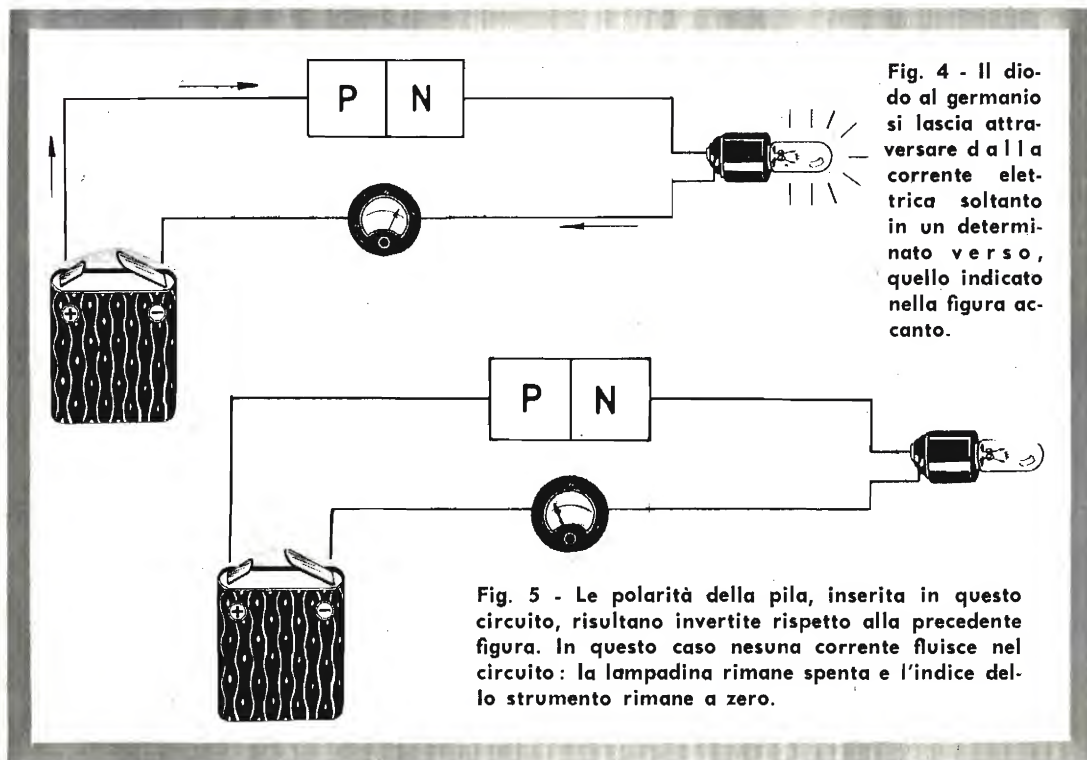 P N
Fig. 4 - Il dio-
do al germanio
si lascia attra-
versare dalla
corrente elet-
trica soltanto
in un determi-
nato verso,
quello indicato
nella figura ac-
canto.
+ -
P N
+ -
Fig. 5 - Le polarità della pila, inserita in questo
circuito, risultano invertite rispetto alla precedente
figura. In questo caso nesuna corrente fluisce nel
circuito : la lampadina rimane spenta e l'indice del-
lo strumento rimane a zero.